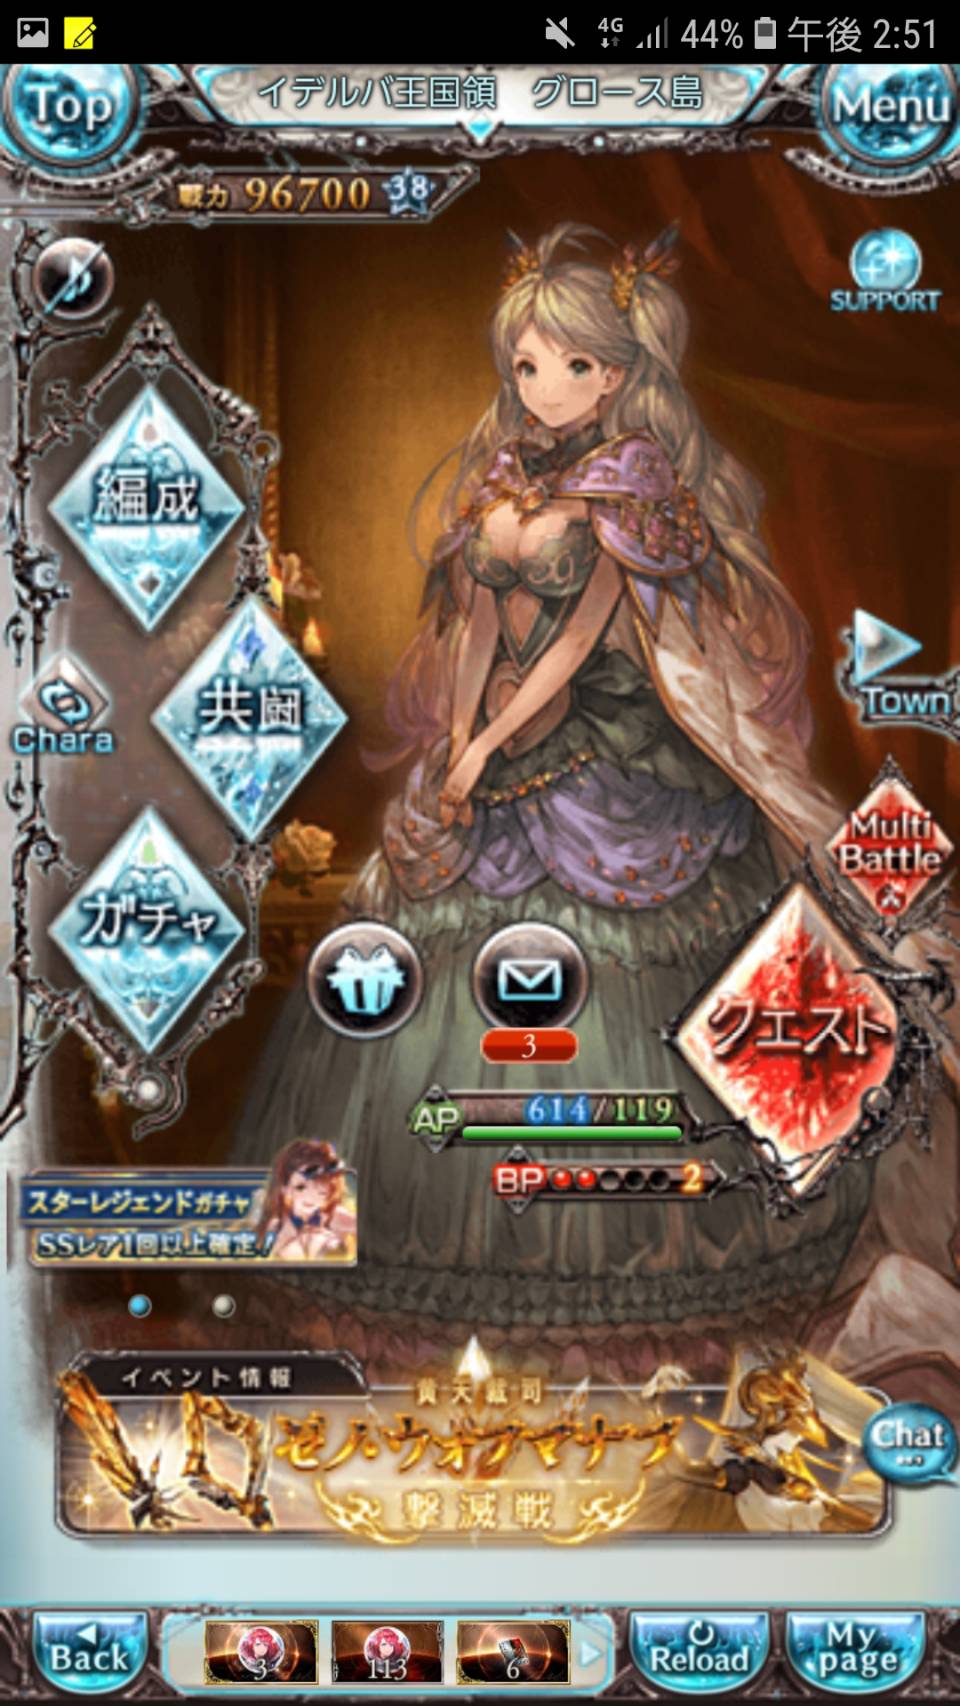 4G 44% 午後 2:51
Top
イデルバ王国領 グロース島
Menu
戦力 96700 38
SUPPORT
編成
共闘
Chara
Town
Multi
Battle
ガチャ
クエスト
3
AP 614/119
BP 2
スターレジェンドガチャ
SSレア1回以上確定!
イベント情報
黄天戴司
ゼノ・ウォフマナフ
撃滅戦
Chat
Back
3
113
6
Reload
My
page